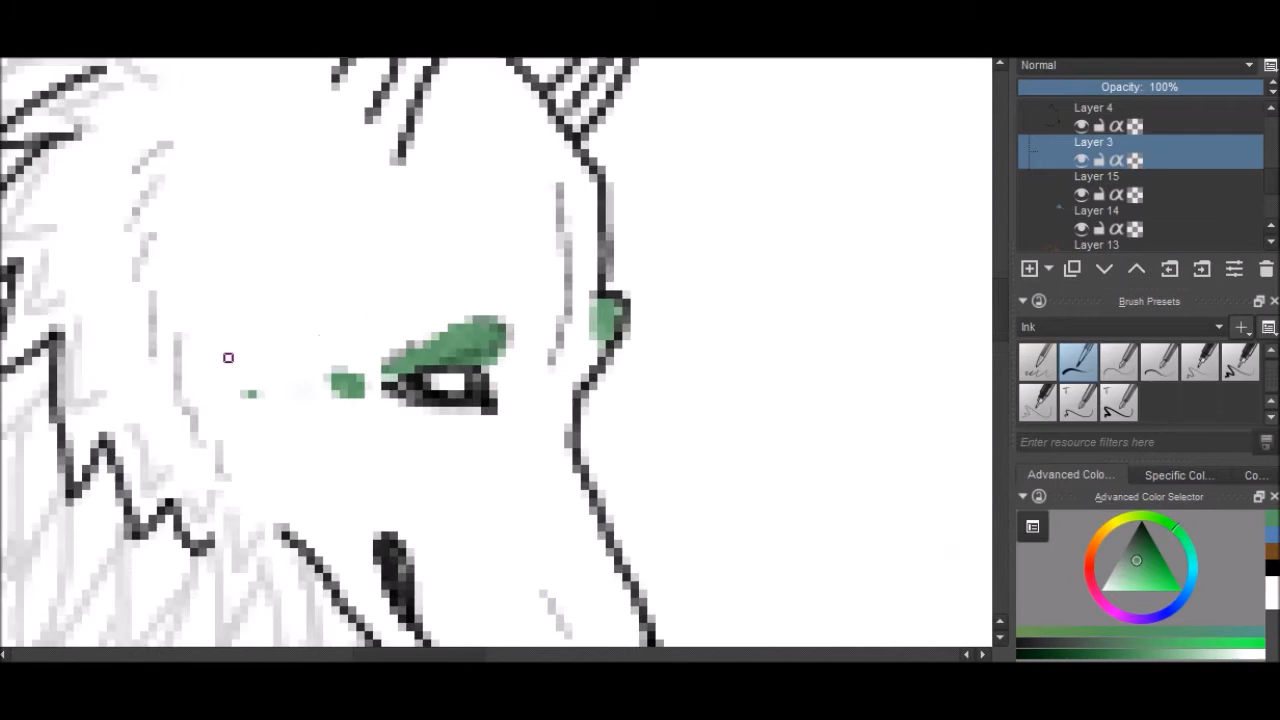 Normal
Opacity: 100%
Layer 4
Layer 3
Layer 15
Layer 14
Layer 13
Brush Presets
Ink
Enter resource filters here
Advanced Colo... Specific Col... Co...
Advanced Color Selector